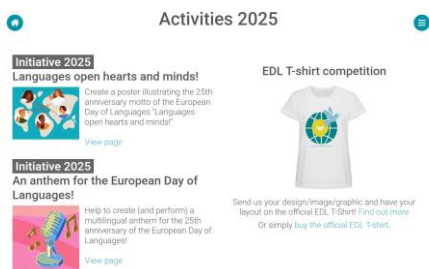 Activities 2025
Initiative 2025
Languages open hearts and minds!
Create a poster illustrating the 25th
anniversary motto of the European
Day of Languages "Languages
open hearts and minds!"
View page
Initiative 2025
An anthem for the European Day of
Languages!
Help to create (and perform) a
multilingual anthem for the 25th
anniversary of the European Day of
Languages!
View page
EDL T-shirt competition
Send us your design/image/graphic and have your
layout on the official EDL T-Shirt! Find out more
Or simply buy the official EDL T-shirt.